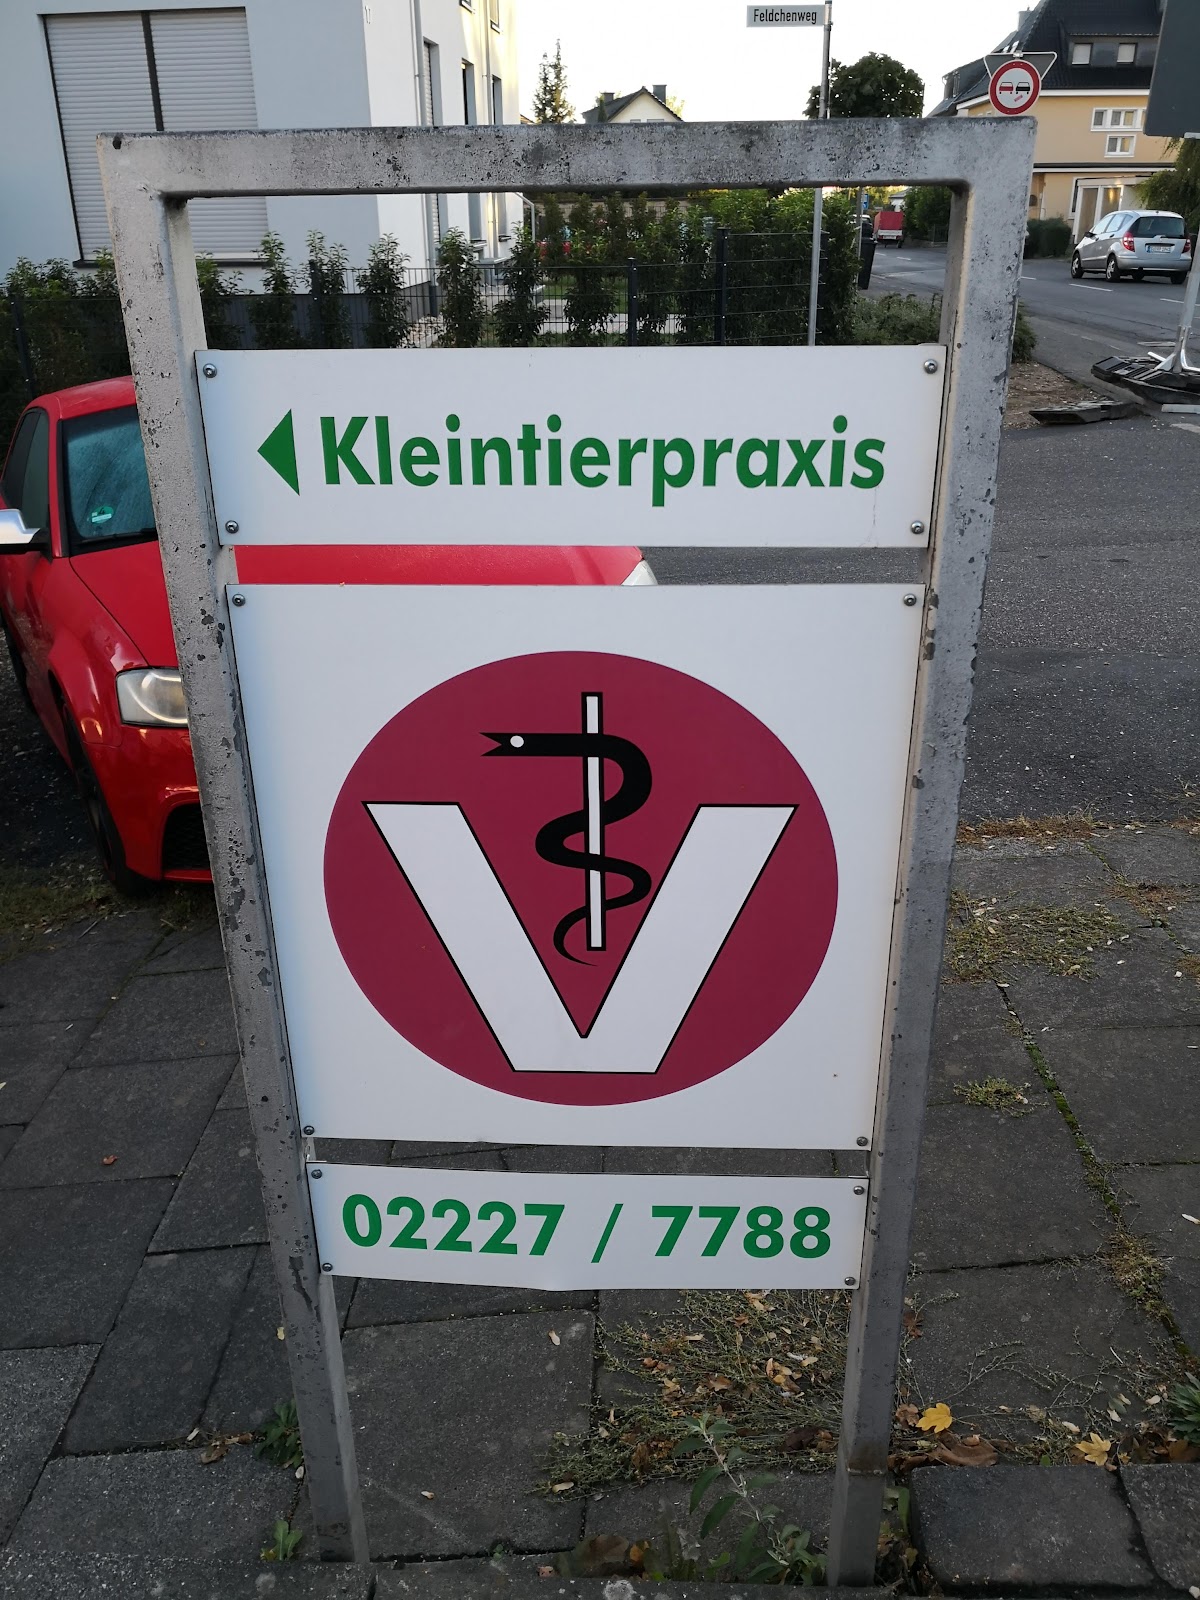 Feldchenweg
Kleintierpraxis
V
02227 / 7788